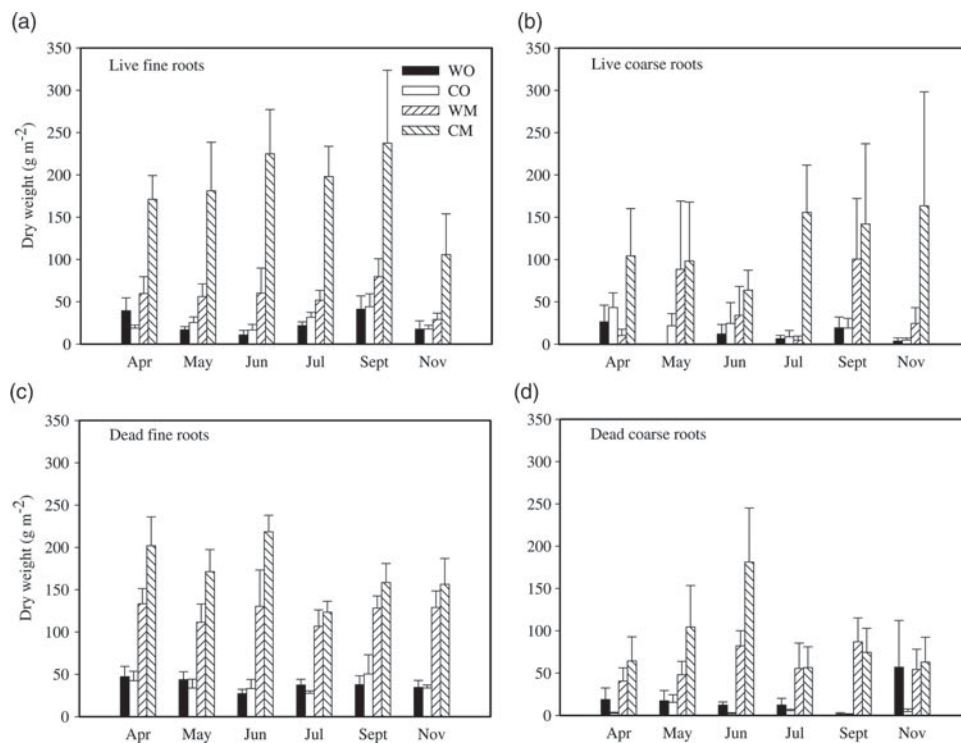 (a)
350
300
250
200
150
100
50
0
Dry weight (g m⁻²)
Live fine roots
WO
CO
WM
CM
Apr May Jun Jul Sept Nov
(b)
350
300
250
200
150
100
50
0
Live coarse roots
Apr May Jun Jul Sept Nov
(c)
350
300
250
200
150
100
50
0
Dry weight (g m⁻²)
Dead fine roots
Apr May Jun Jul Sept Nov
(d)
350
300
250
200
150
100
50
0
Dead coarse roots
Apr May Jun Jul Sept Nov